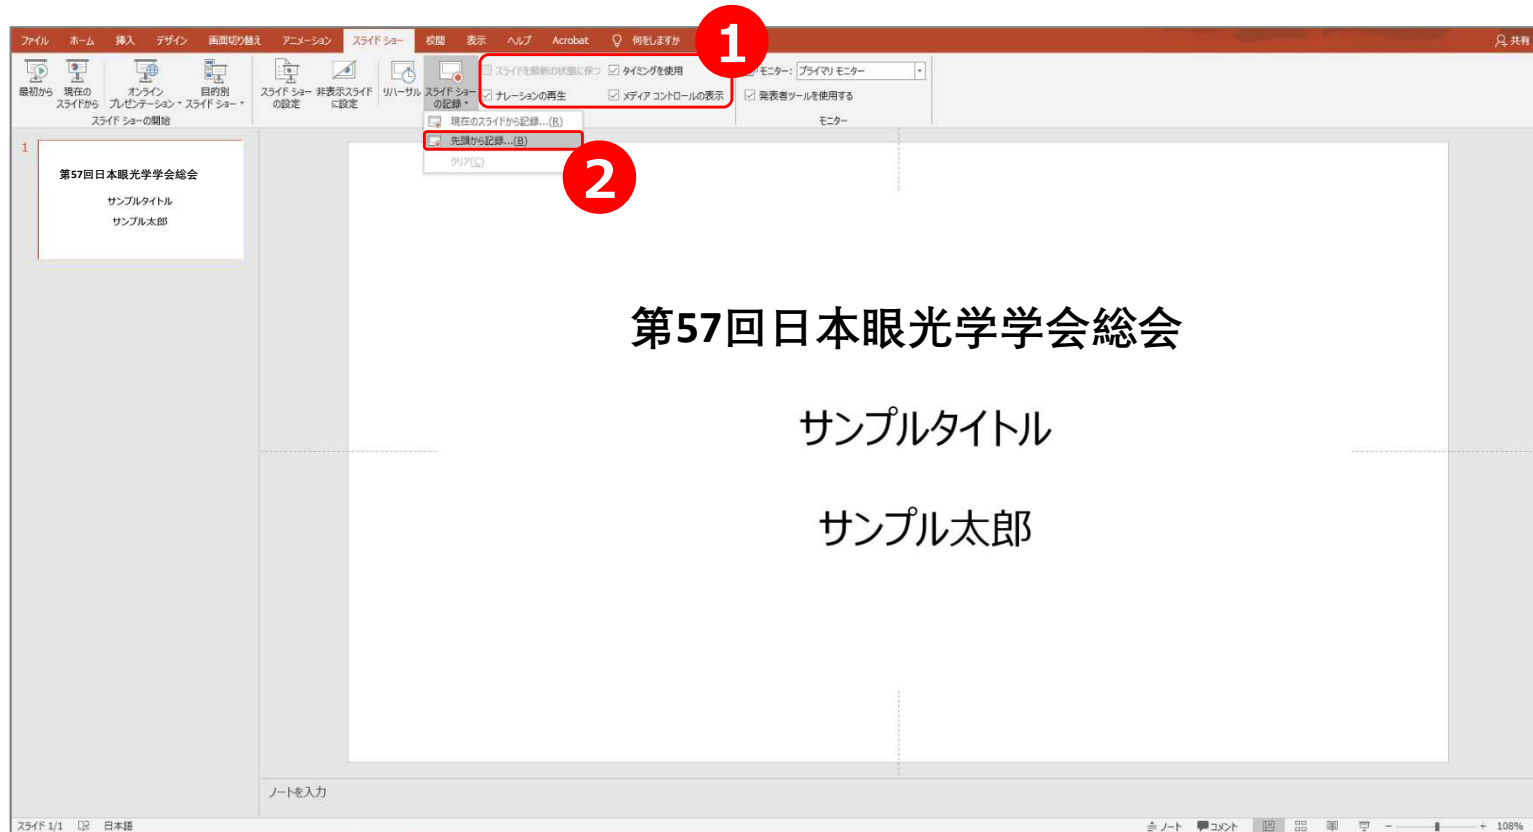 ファイル ホーム 挿入 デザイン 画面切り替え アニメーション スライド ショー 校閲 表示 ヘルプ Acrobat 何をしますか 共有
1
最初から
現在の
スライドから
オンライン
プレゼンテーション
目的別
スライド ショー
スライド ショーの開始
スライド ショー
の設定
非表示スライド
に設定
リハーサル
スライド ショー
の記録
スライドを最新の状態に保つ
タイミングを使用
ナレーションの再生
メディア コントロールの表示
モニター: プライマリ モニター
発表者ツールを使用する
モニター
現在のスライドから記録...(R)
先頭から記録...(B)
クリア(C)
2
1
第57回日本眼光学学会総会
サンプルタイトル
サンプル太郎
第57回日本眼光学学会総会
サンプルタイトル
サンプル太郎
ノートを入力
スライド 1/1 日本語 ノート コメント 108%